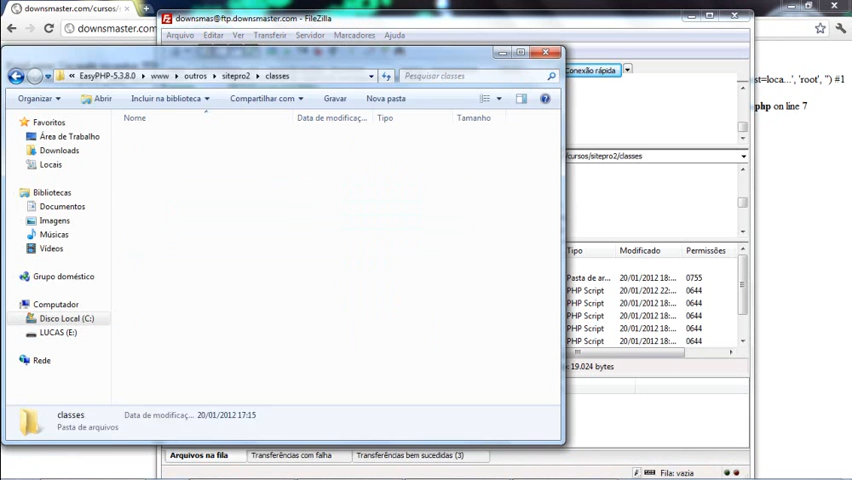 downsmaster.com/cursos/s
downsmaster.com/cursos/
downsmas@ftp.downsmaster.com - FileZilla
Arquivo Editar Ver Transferir Servidor Marcadores Ajuda
EasyPHP-5.3.8.0 www outros sitepro2 classes
Pesquisar classes
Conexão rápida
st=loca...', 'root', '') #1
php on line 7
Organizar Abrir Incluir na biblioteca Compartilhar com Gravar Nova pasta
Nome Data de modificaç... Tipo Tamanho
Favoritos
Área de Trabalho
Downloads
Locais
Bibliotecas
Documentos
Imagens
Músicas
Vídeos
Grupo doméstico
Computador
Disco Local (C:)
LUCAS (E:)
Rede
/cursos/sitepro2/classes
Tipo Modificado Permissões
Pasta de ar... 20/01/2012 18:... 0755
PHP Script 20/01/2012 22:... 0644
PHP Script 20/01/2012 18:... 0644
PHP Script 20/01/2012 18:... 0644
PHP Script 20/01/2012 18:... 0644
PHP Script 20/01/2012 18:... 0644
: 19.024 bytes
classes Data de modificaç... 20/01/2012 17:15
Pasta de arquivos
Arquivos na fila Transferências com falha Transferências bem sucedidas (3)
Fila: vazia